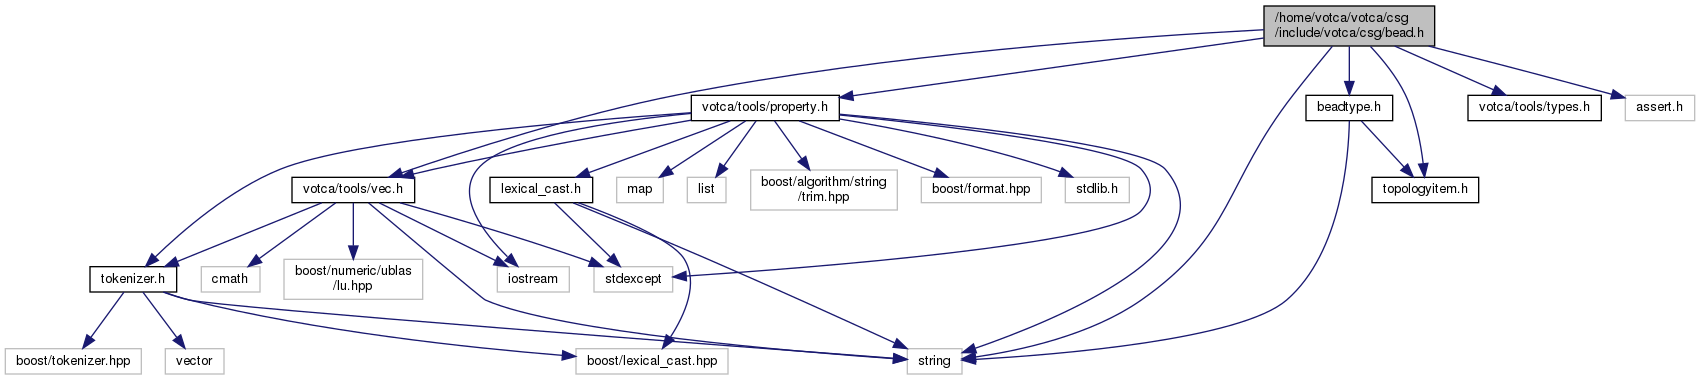 /home/votca/votca/csg
/include/votca/csg/bead.h
votca/tools/property.h
beadtype.h
votca/tools/types.h
assert.h
votca/tools/vec.h
lexical_cast.h
map
list
boost/algorithm/string
/trim.hpp
boost/format.hpp
stdlib.h
topologyitem.h
tokenizer.h
cmath
boost/numeric/ublas
/lu.hpp
iostream
stdexcept
boost/tokenizer.hpp
vector
boost/lexical_cast.hpp
string